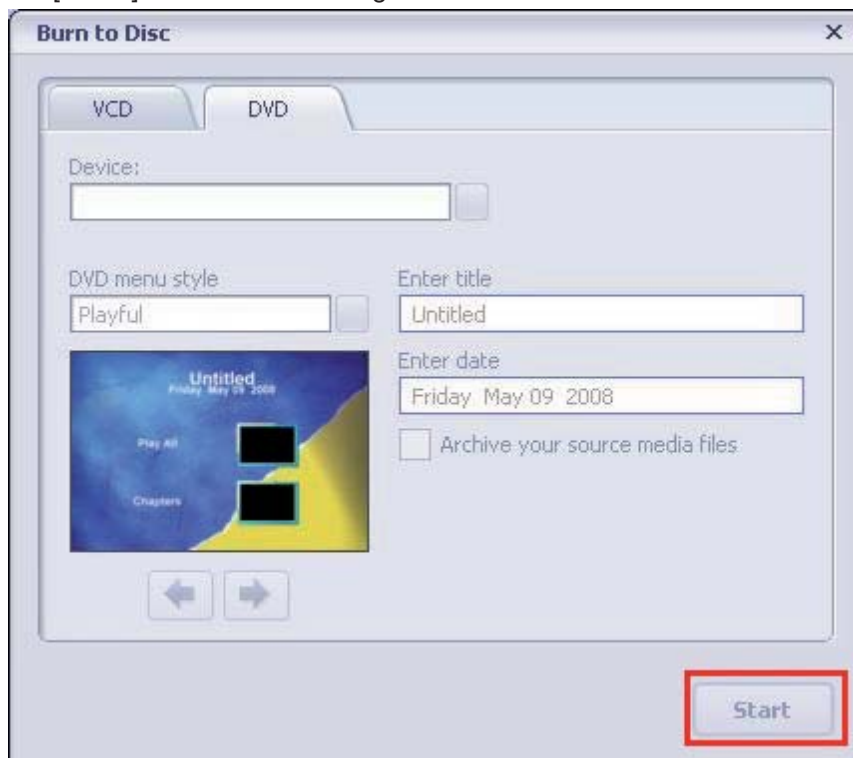 Burn to Disc
VCD
DVD
Device:
DVD menu style
Playful
Enter title
Untitled
Untitled
Friday May 09 2008
Play All
Chapters
Enter date
Friday May 09 2008
Archive your source media files
Start